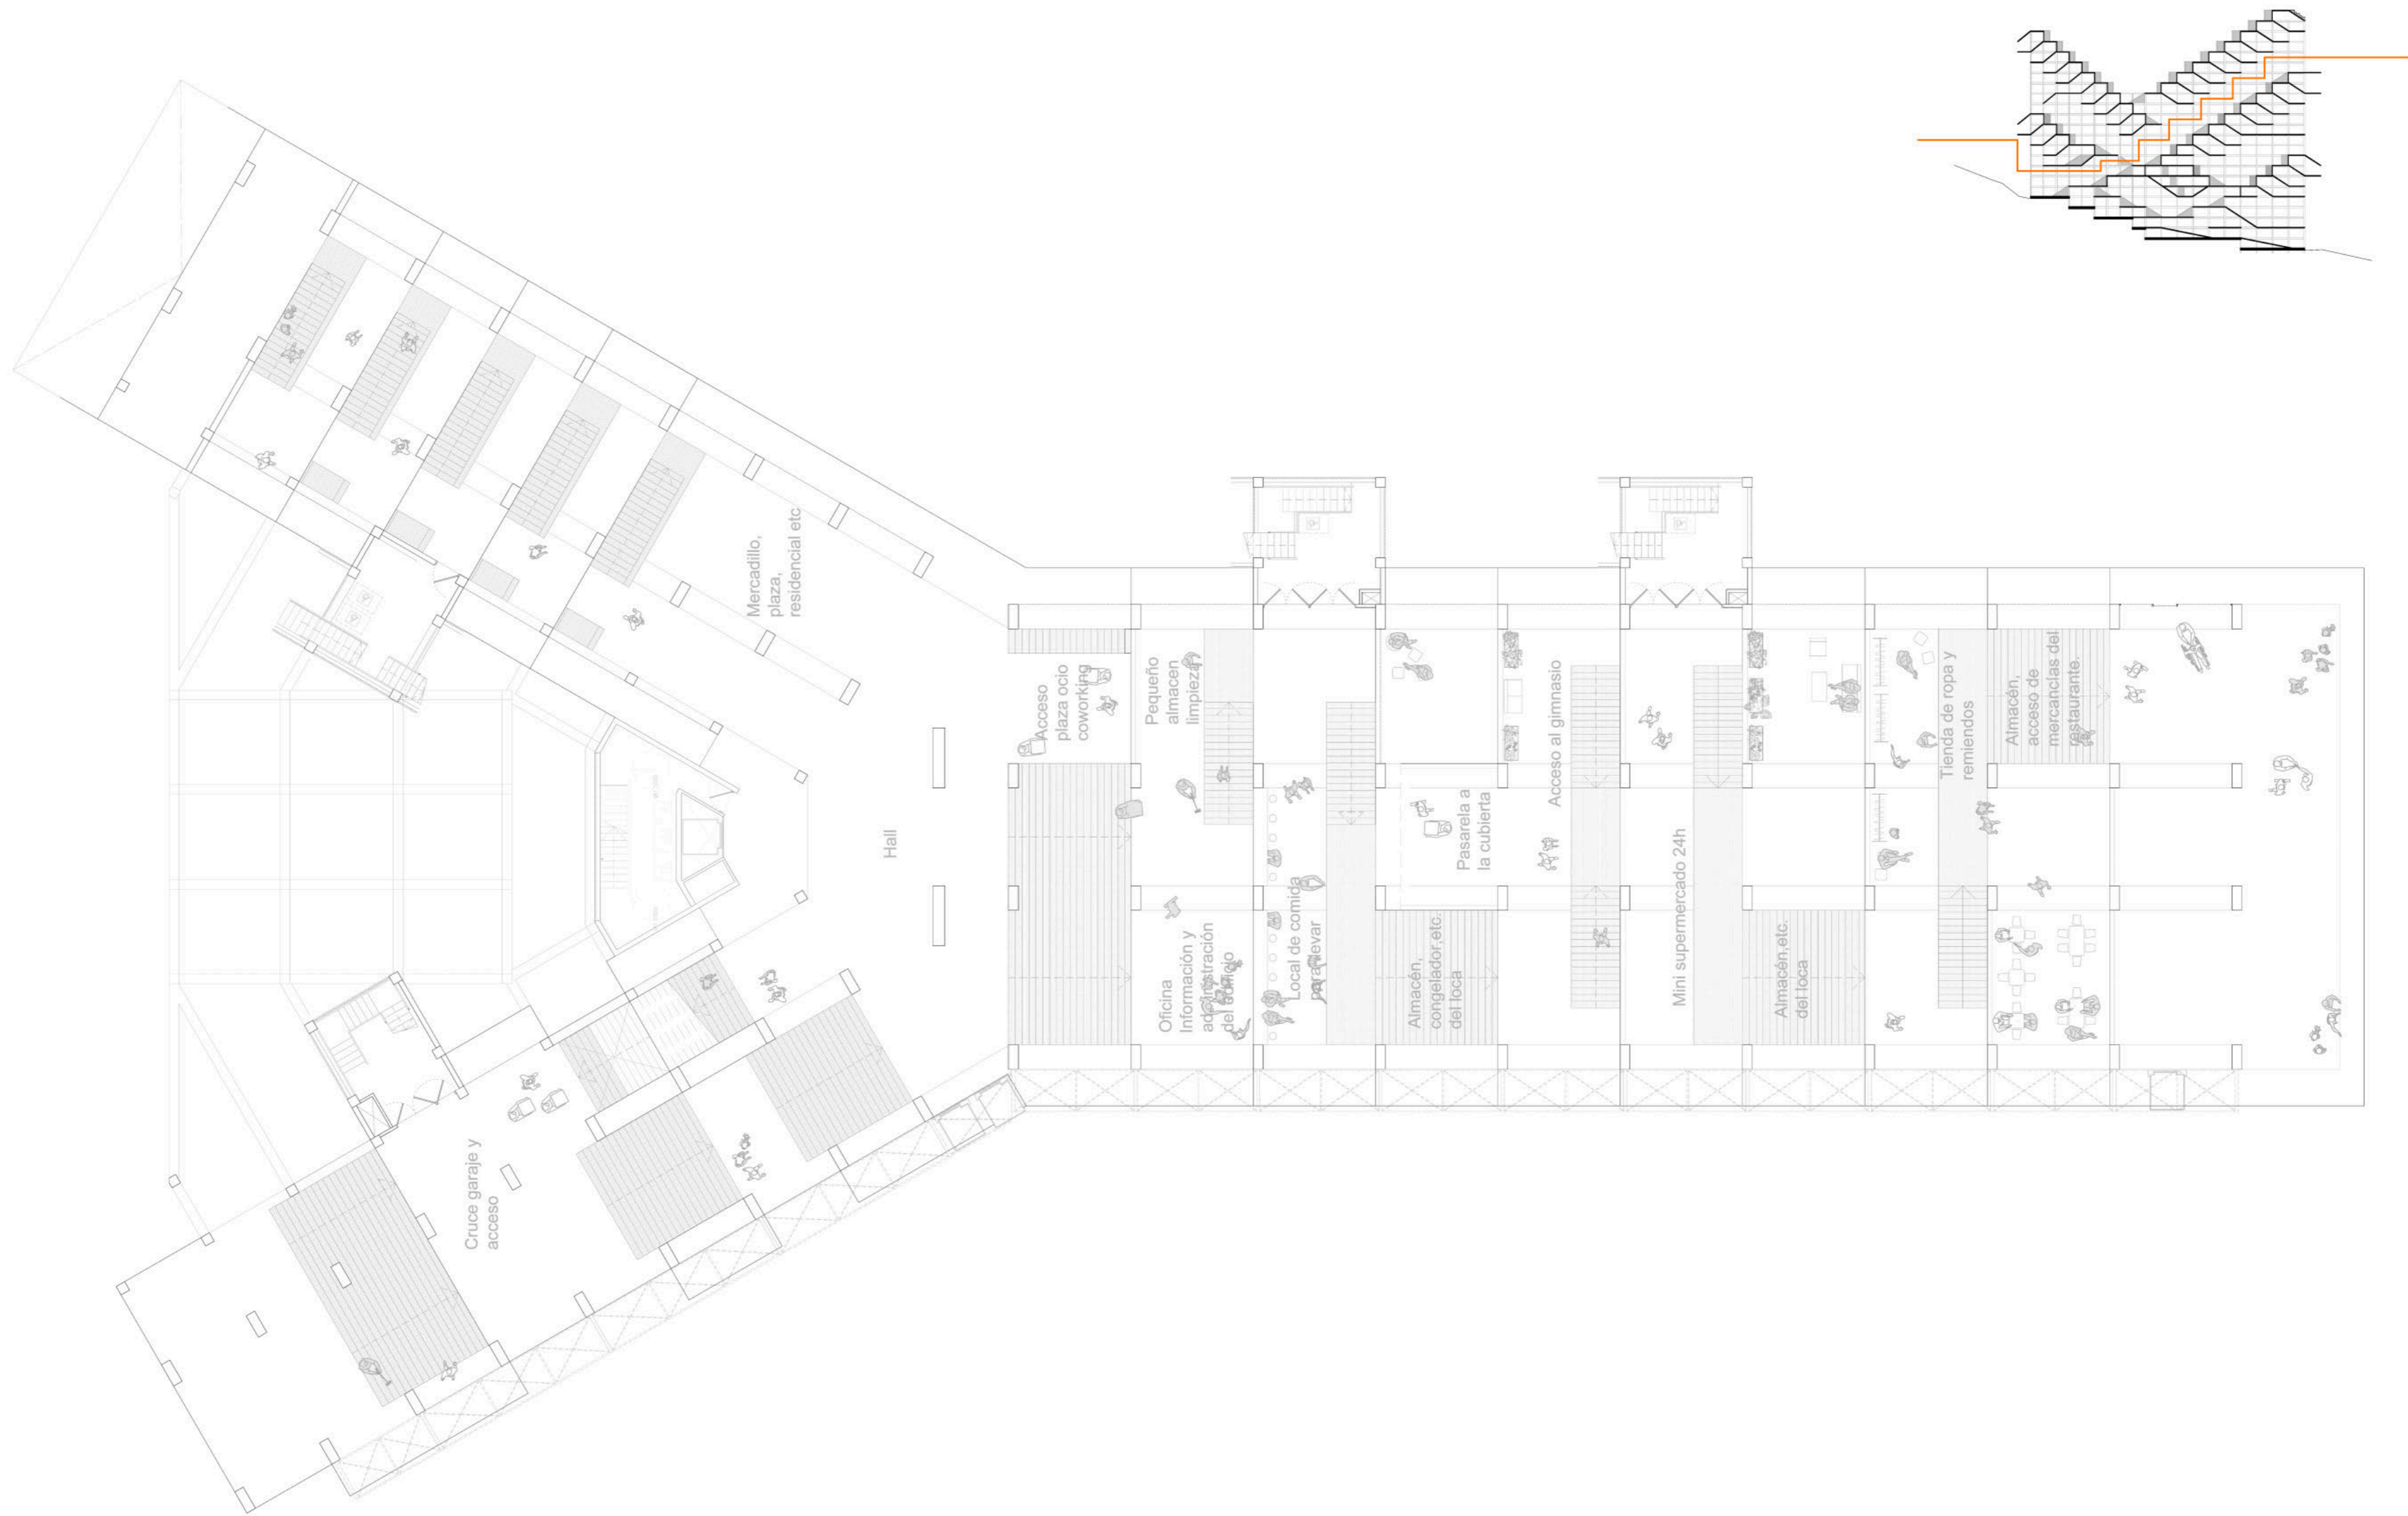 Mercadillo,
plaza,
residencial etc.
Hall
Acceso
plaza ocio
coworking
Pequeño
almacen
limpieza
Oficina
Información y
administración
del edificio
Local de comida
para llevar
Almacén,
congelador,etc.
del loca
Pasarela a
la cubierta
Acceso al gimnasio
Mini supermercado 24h
Almacén,etc.
del loca
Tienda de ropa y
remiendos
Almacén,
acceso de
mercancías del
restaurante.
Cruce garaje y
acceso